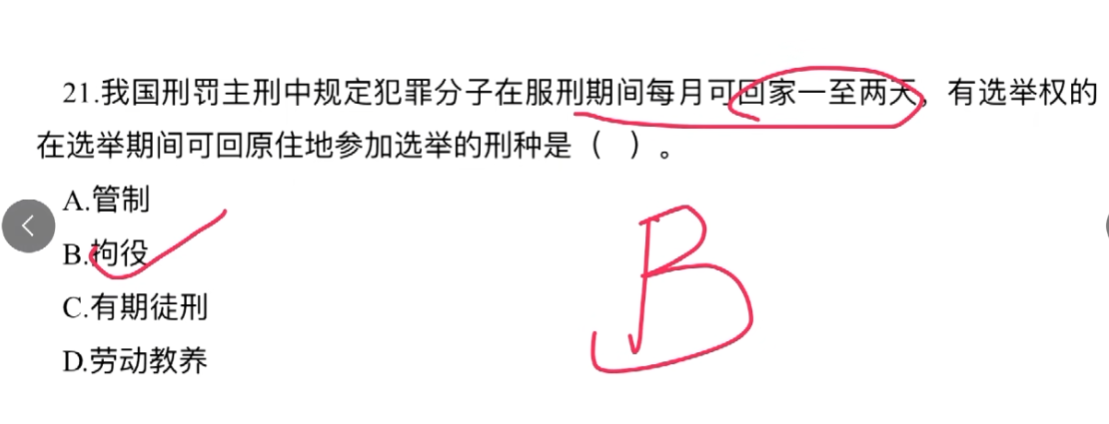 21.我国刑罚主刑中规定犯罪分子在服刑期间每月可回家一至两天，有选举权的
在选举期间可回原住地参加选举的刑种是（ ）。
A.管制
B.拘役
C.有期徒刑
D.劳动教养
B